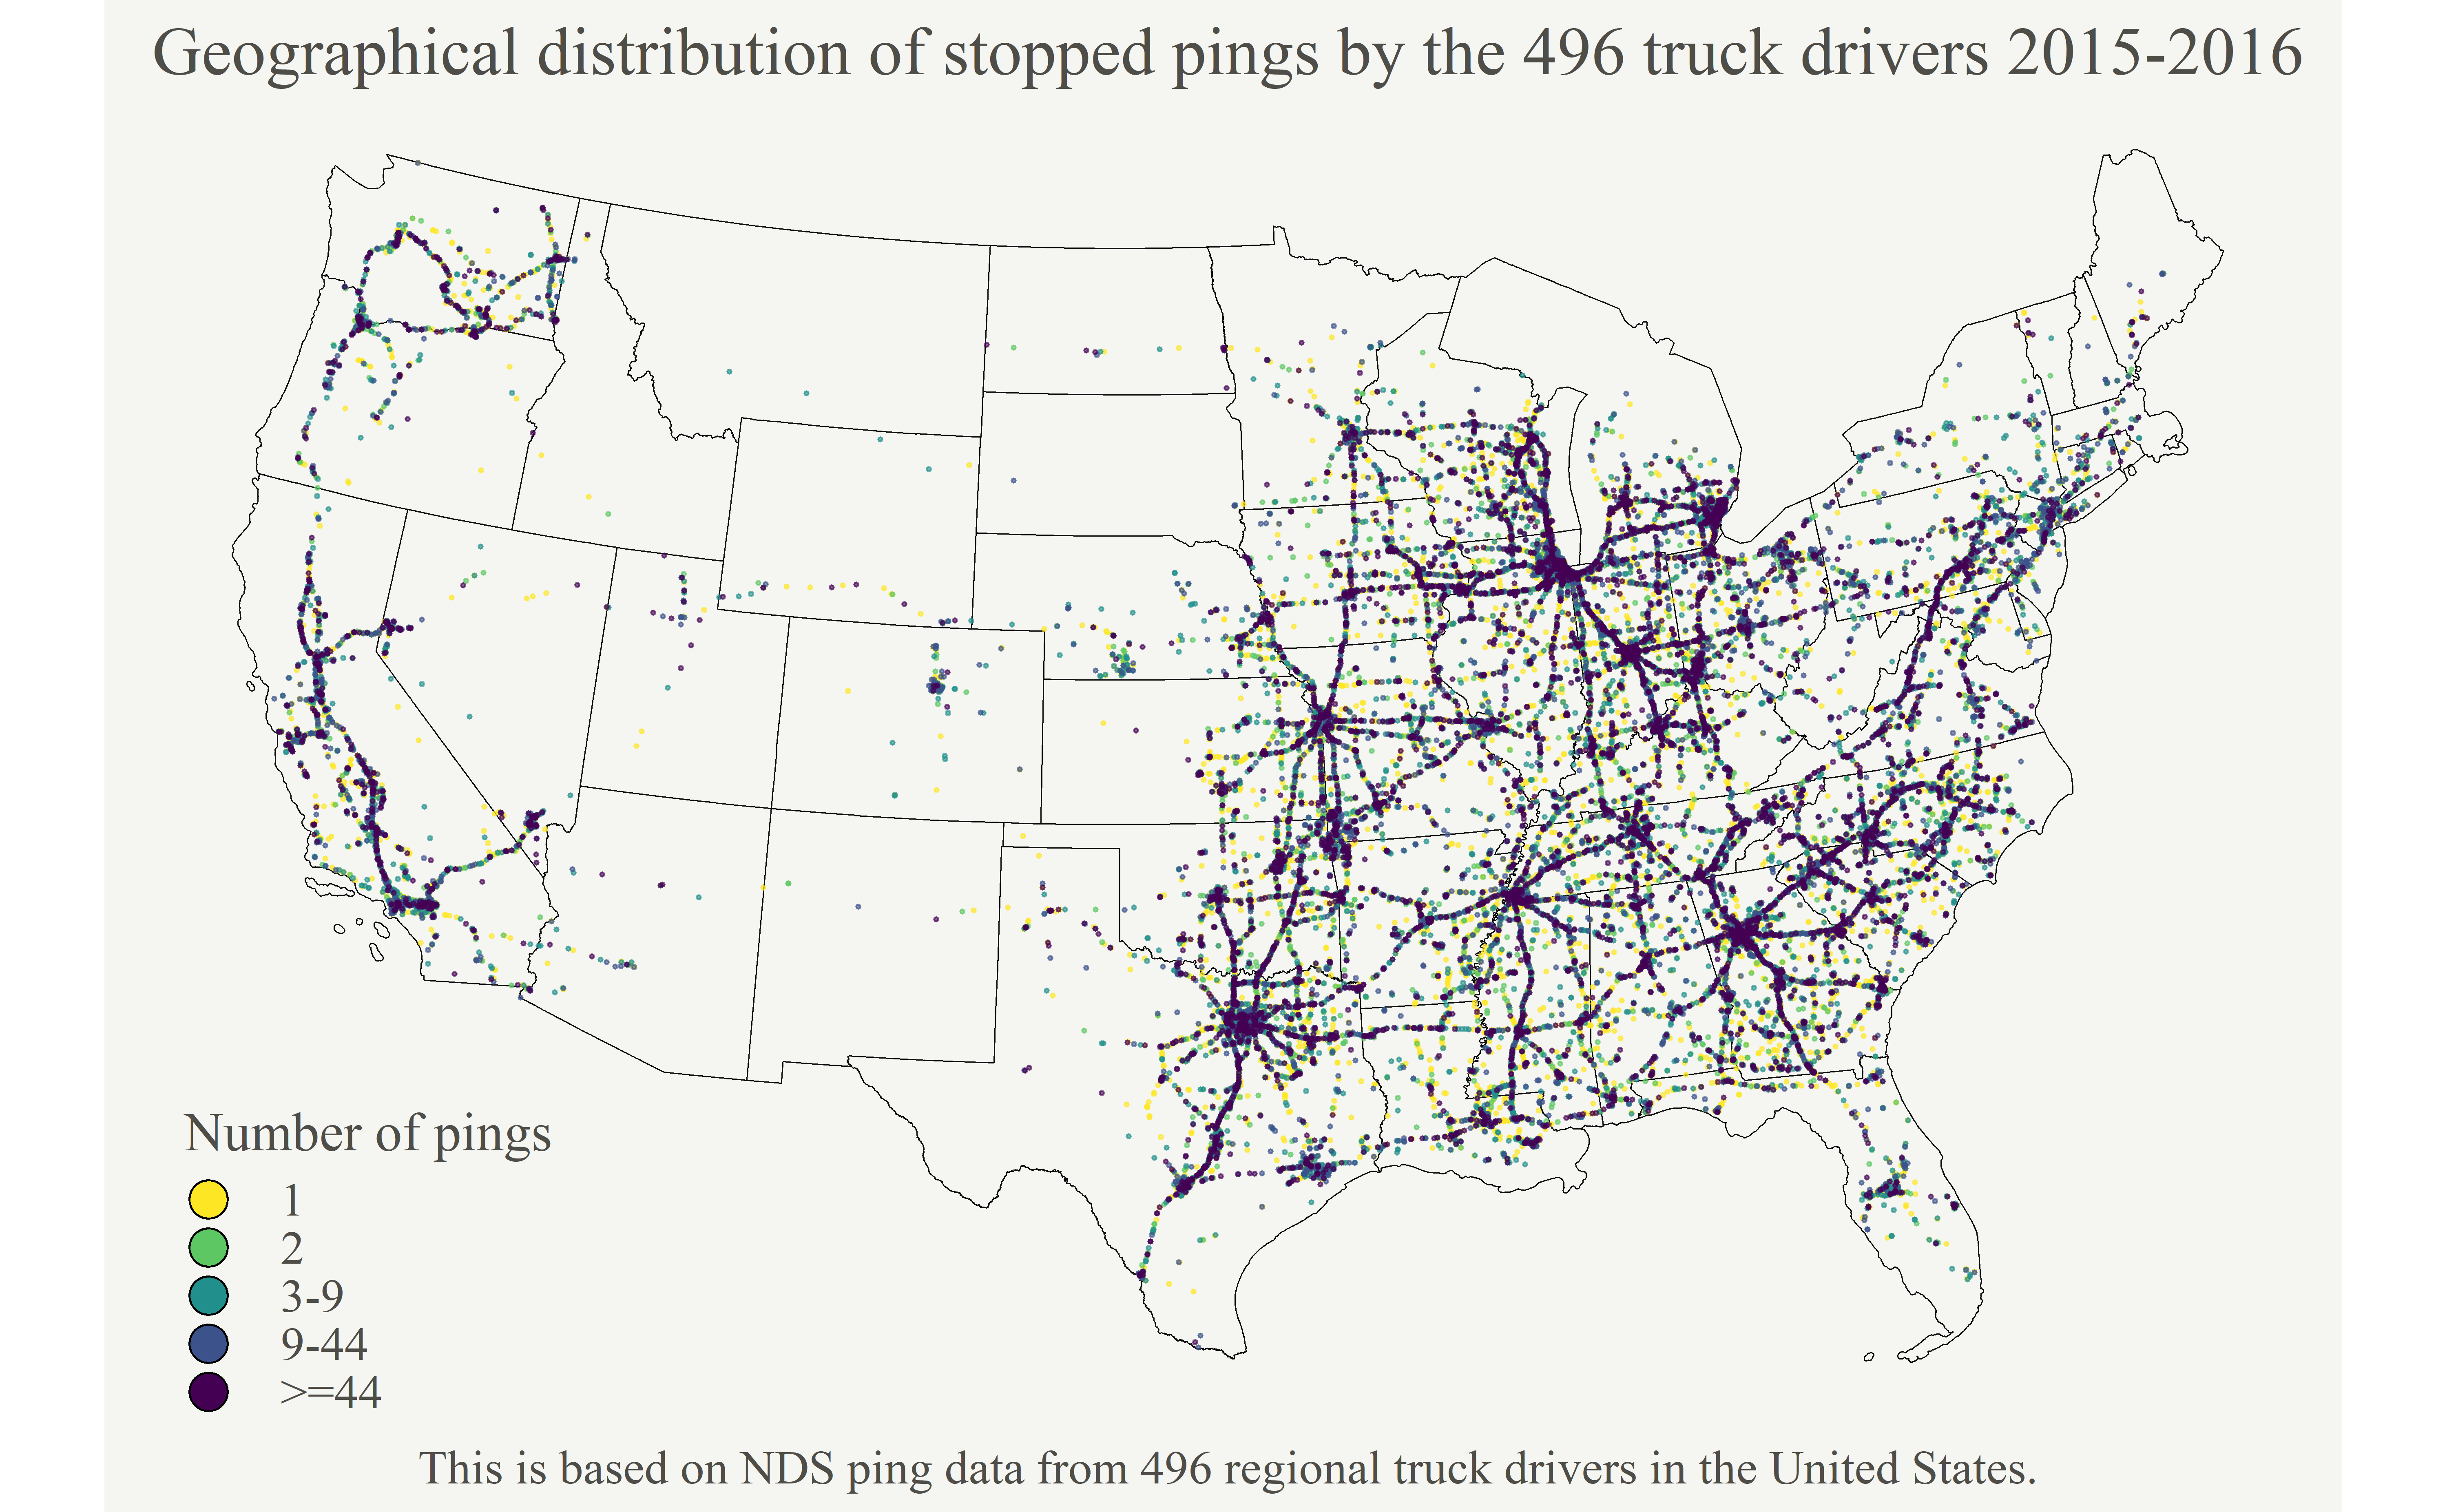 Geographical distribution of stopped pings by the 496 truck drivers 2015-2016
Number of pings
1
2
3-9
9-44
>=44
This is based on NDS ping data from 496 regional truck drivers in the United States.